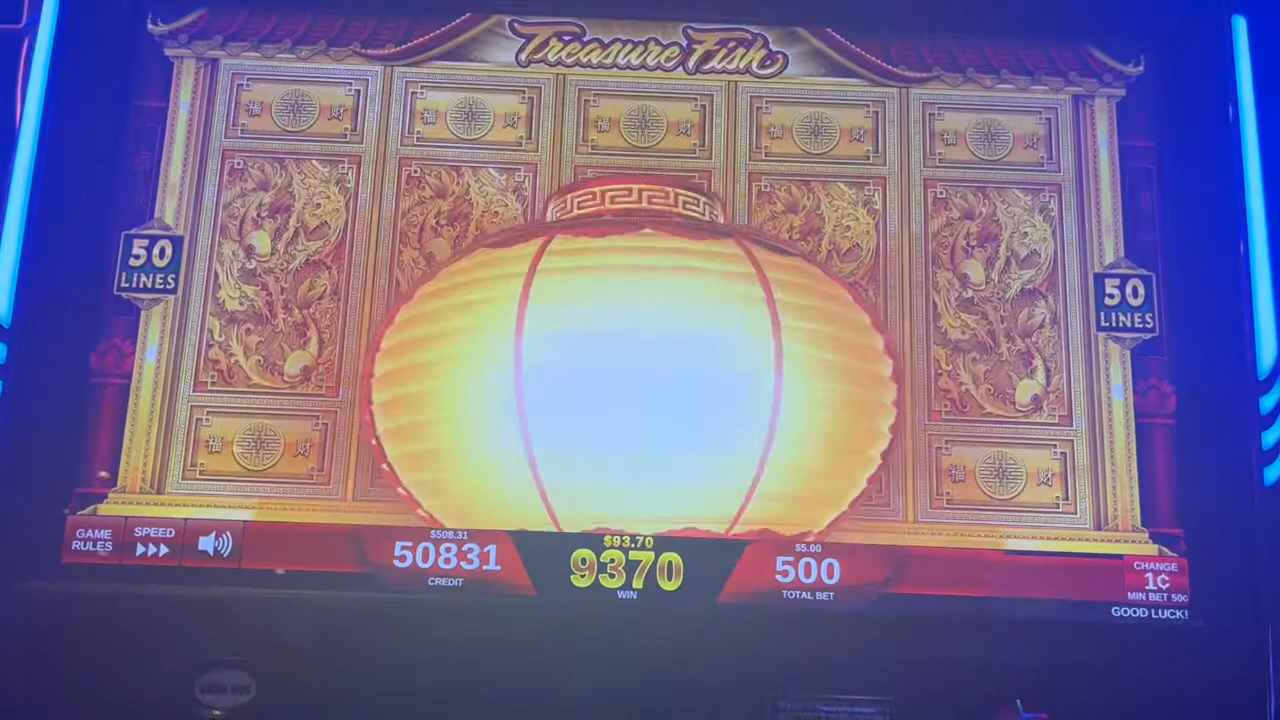 Treasure Fish
福 财
福 财
福 财
福 财
福 财
50
LINES
50
LINES
福 财
福 财
GAME
RULES
SPEED
$508.31
50831
CREDIT
$93.70
9370
WIN
$5.00
500
TOTAL BET
CHANGE
1¢
MIN BET 50¢
GOOD LUCK!